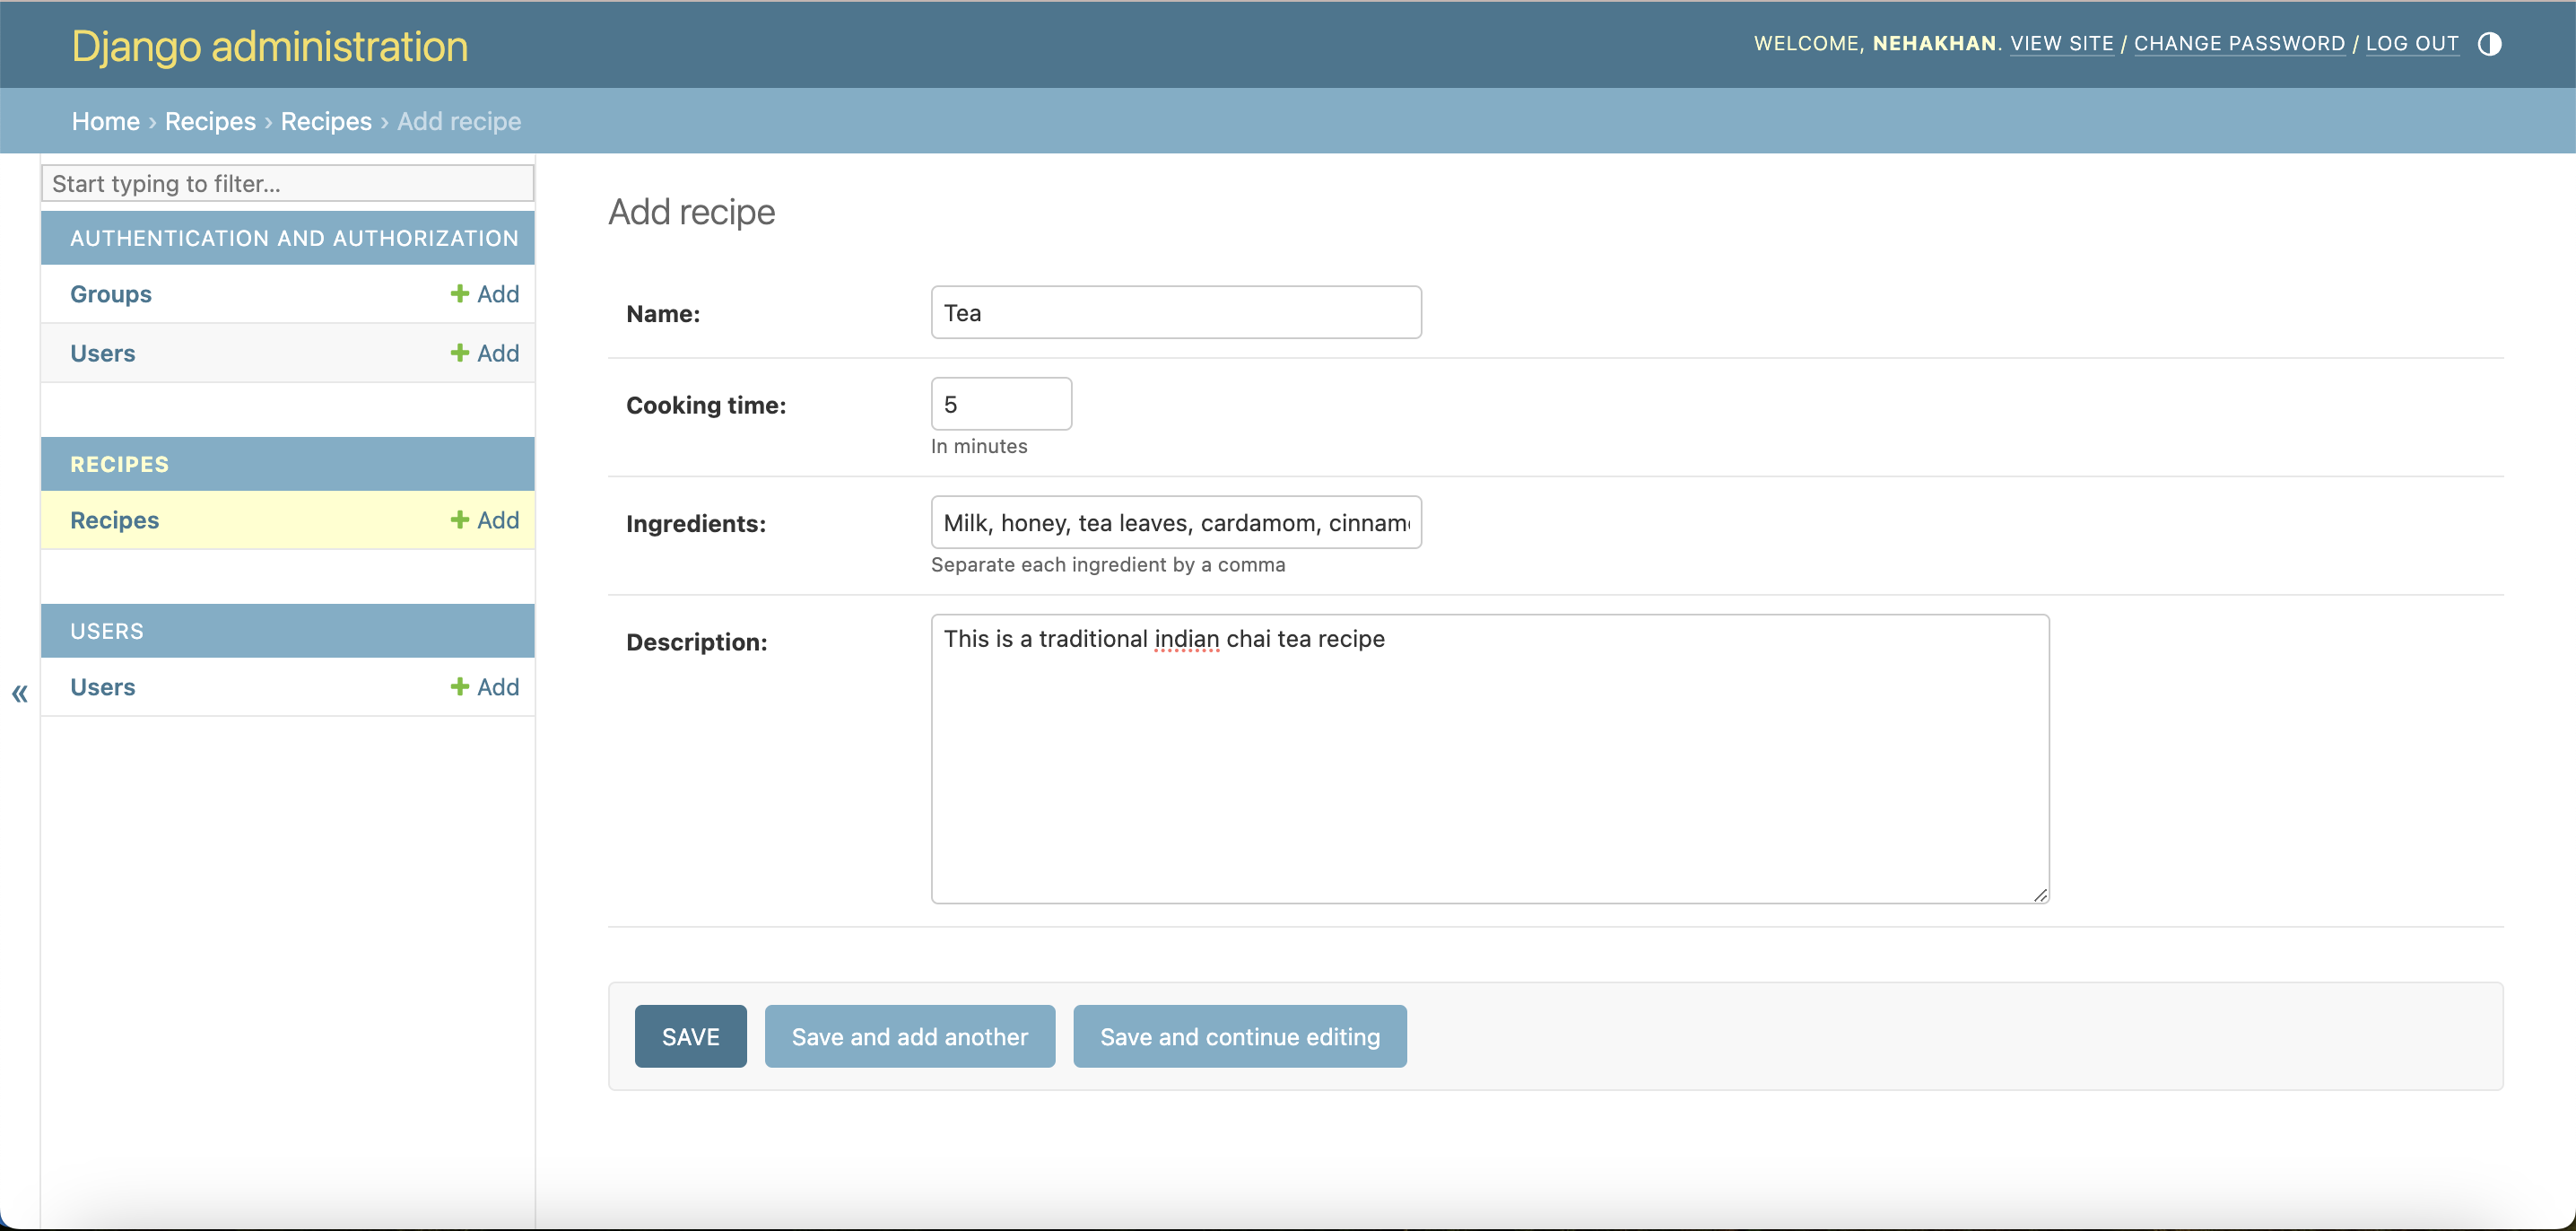 Django administration
WELCOME, NEHAKHAN. VIEW SITE / CHANGE PASSWORD / LOG OUT
Home › Recipes › Recipes › Add recipe
Start typing to filter...
AUTHENTICATION AND AUTHORIZATION
Groups + Add
Users + Add
RECIPES
Recipes + Add
USERS
Users + Add
«
Add recipe
Name: Tea
Cooking time: 5
In minutes
Ingredients: Milk, honey, tea leaves, cardamom,
Separate each ingredient by a comma
Description: This is a traditional indian chai tea recipe
SAVE Save and add another Save and continue editing